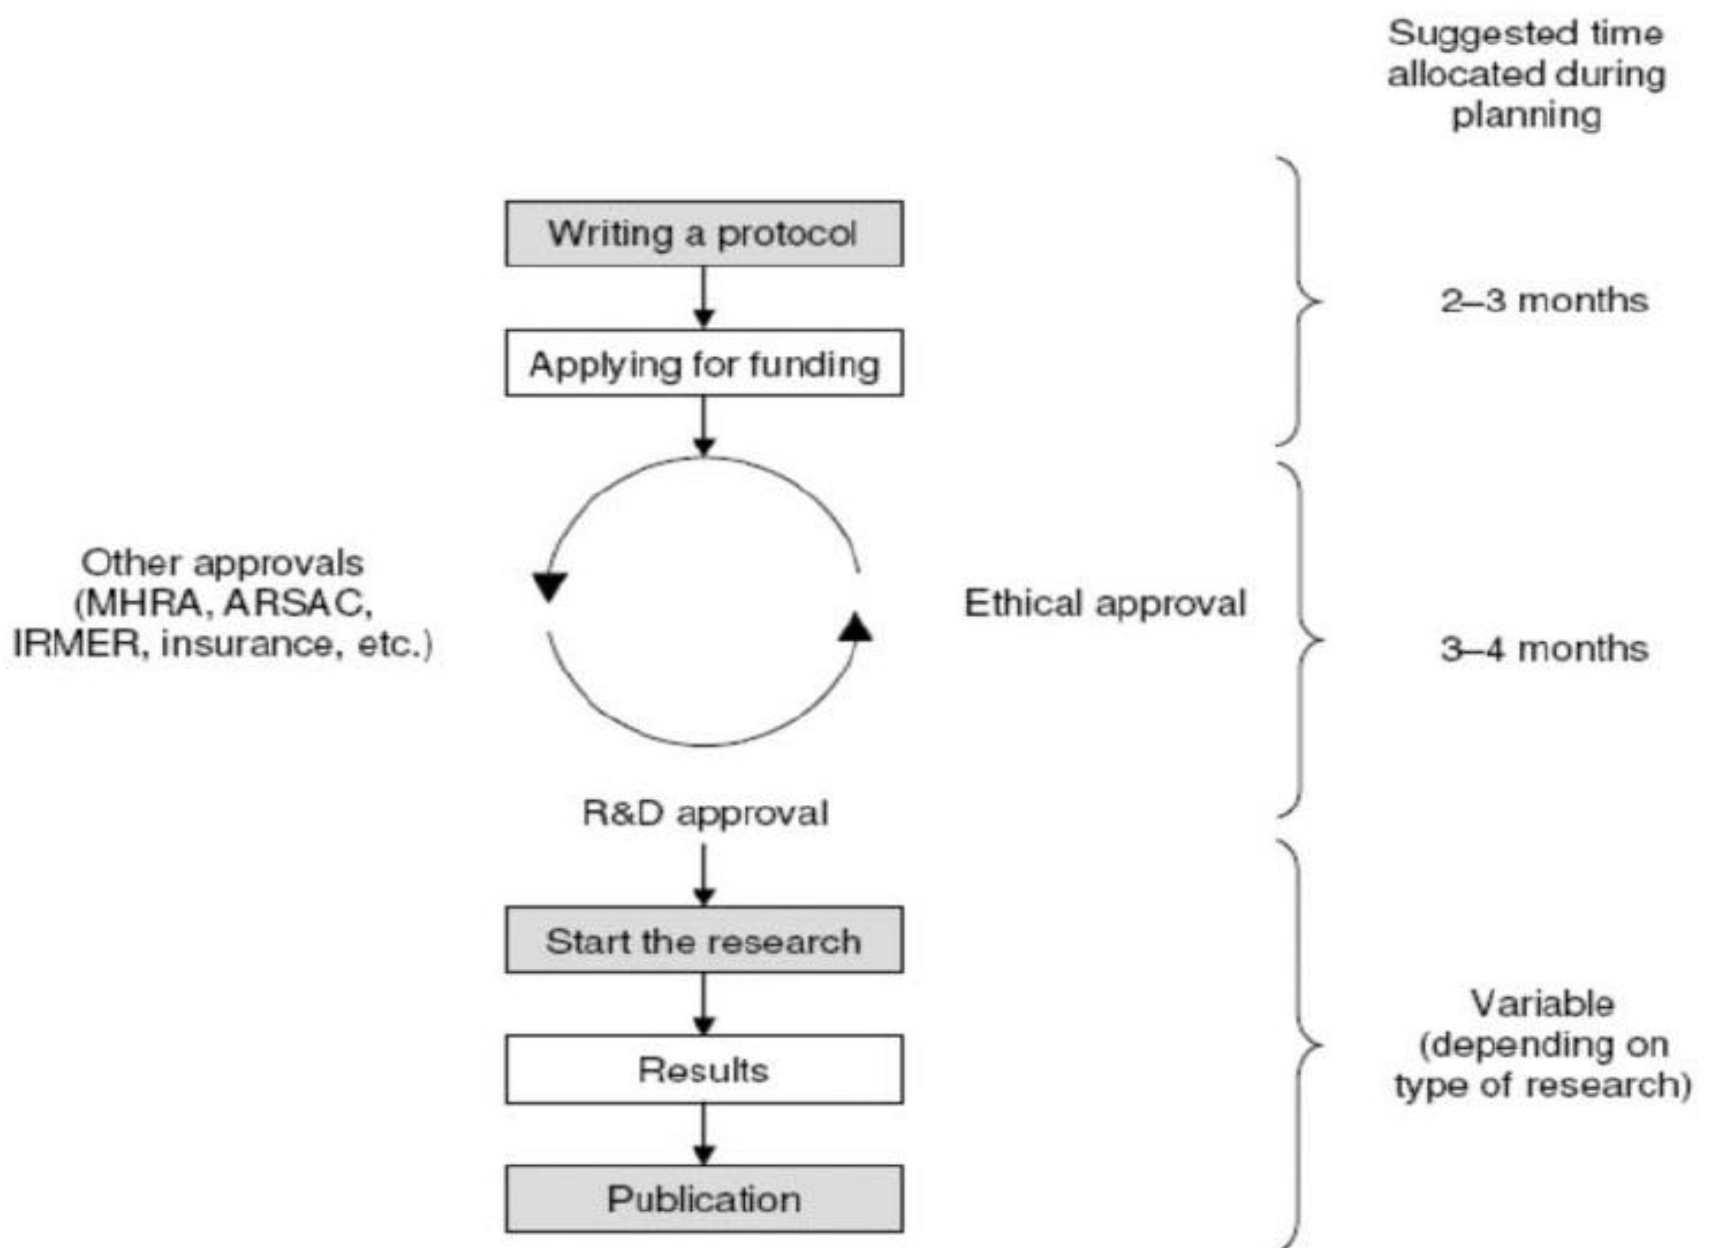 Suggested time
allocated during
planning
Writing a protocol
Applying for funding
2–3 months
Other approvals
(MHRA, ARSAC,
IRMER, insurance, etc.)
Ethical approval
3–4 months
R&D approval
Start the research
Results
Publication
Variable
(depending on
type of research)